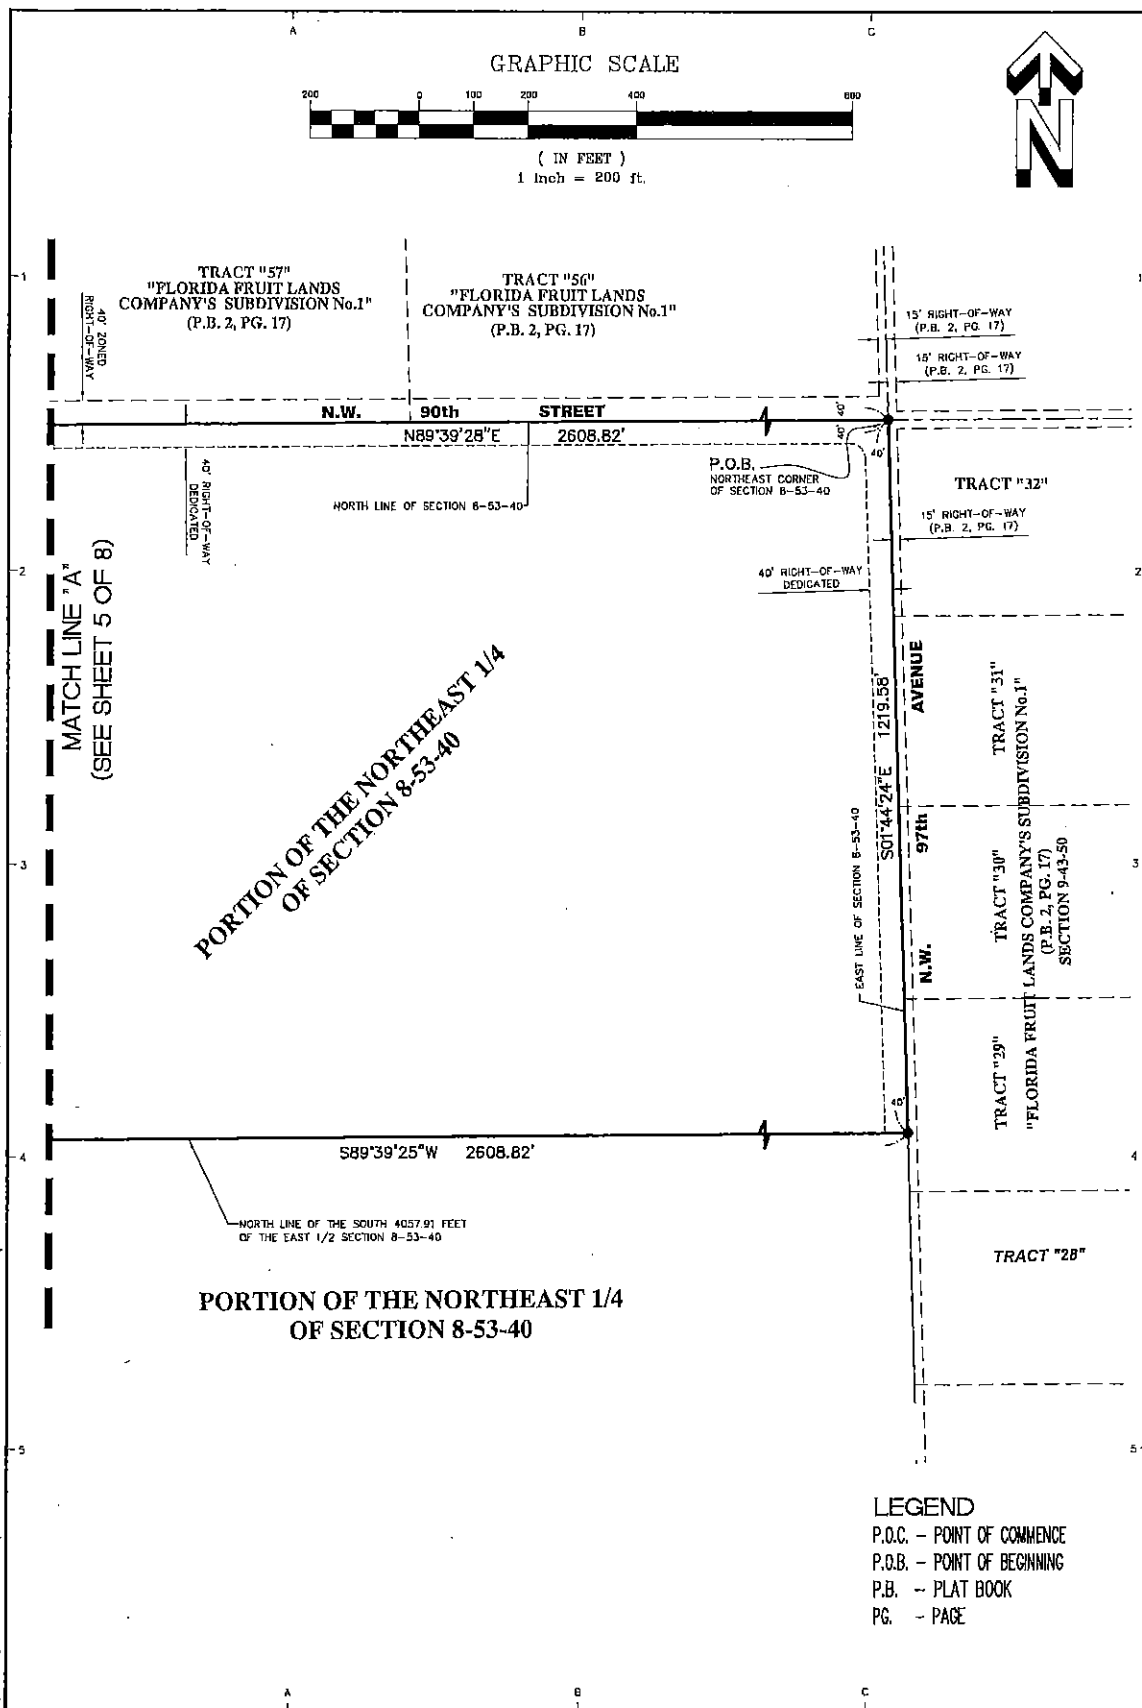 A B C
GRAPHIC SCALE
200 0 100 200 400 800
( IN FEET )
1 inch = 200 ft.
N
1 1
TRACT "57"
"FLORIDA FRUIT LANDS
COMPANY'S SUBDIVISION No.1"
(P.B. 2, PG. 17)
TRACT "56"
"FLORIDA FRUIT LANDS
COMPANY'S SUBDIVISION No.1"
(P.B. 2, PG. 17)
40' ZONED
RIGHT-OF-WAY
15' RIGHT-OF-WAY
(P.B. 2, PG. 17)
15' RIGHT-OF-WAY
(P.B. 2, PG. 17)
N.W. 90th STREET
N89°39'28"E 2608.82'
40'
40'
40'
P.O.B.
NORTHEAST CORNER
OF SECTION 8-53-40
NORTH LINE OF SECTION 8-53-40
40' RIGHT-OF-WAY
DEDICATED
TRACT "32"
15' RIGHT-OF-WAY
(P.B. 2, PG. 17)
40' RIGHT-OF-WAY
DEDICATED
2 2
MATCH LINE "A"
(SEE SHEET 5 OF 8)
PORTION OF THE NORTHEAST 1/4
OF SECTION 8-53-40
S01°44'24"E 1219.58'
N.W. 97th AVENUE
EAST LINE OF SECTION 8-53-40
TRACT "31"
TRACT "30"
TRACT "29"
"FLORIDA FRUIT LANDS COMPANY'S SUBDIVISION No.1"
(P.B. 2, PG. 17)
SECTION 9-43-50
3 3
40'
4 4
S89°39'25"W 2608.82'
NORTH LINE OF THE SOUTH 4057.91 FEET
OF THE EAST 1/2 SECTION 8-53-40
TRACT "28"
PORTION OF THE NORTHEAST 1/4
OF SECTION 8-53-40
5 5
LEGEND
P.O.C. - POINT OF COMMENCE
P.O.B. - POINT OF BEGINNING
P.B. - PLAT BOOK
PG. - PAGE
A B C